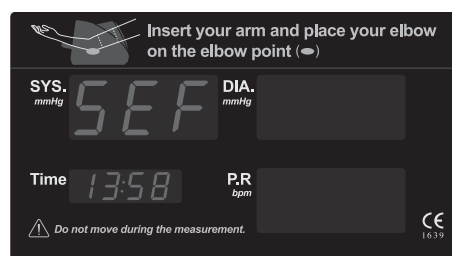 Insert your arm and place your elbow
on the elbow point (⬬)
SYS.
mmHg
SEF
DIA.
mmHg
Time
13:58
P.R
bpm
Do not move during the measurement.
CE
1639